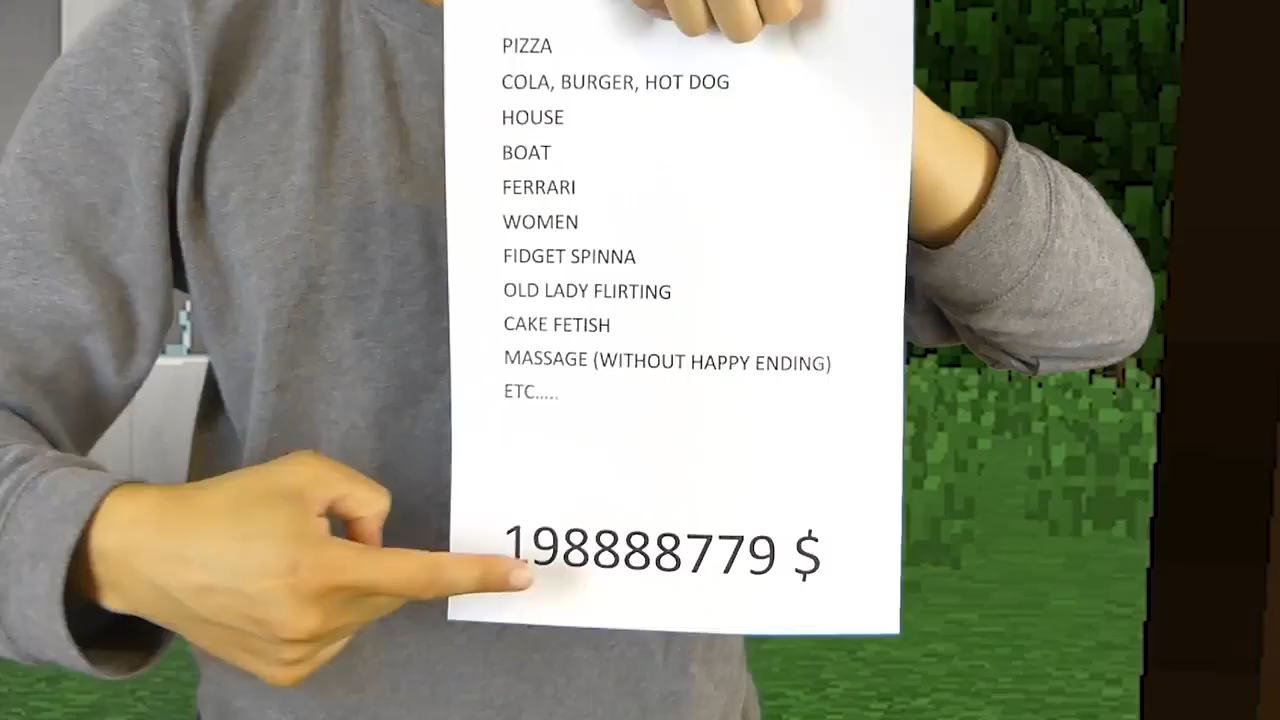 PIZZA
COLA, BURGER, HOT DOG
HOUSE
BOAT
FERRARI
WOMEN
FIDGET SPINNA
OLD LADY FLIRTING
CAKE FETISH
MASSAGE (WITHOUT HAPPY ENDING)
ETC.....
198888779 $